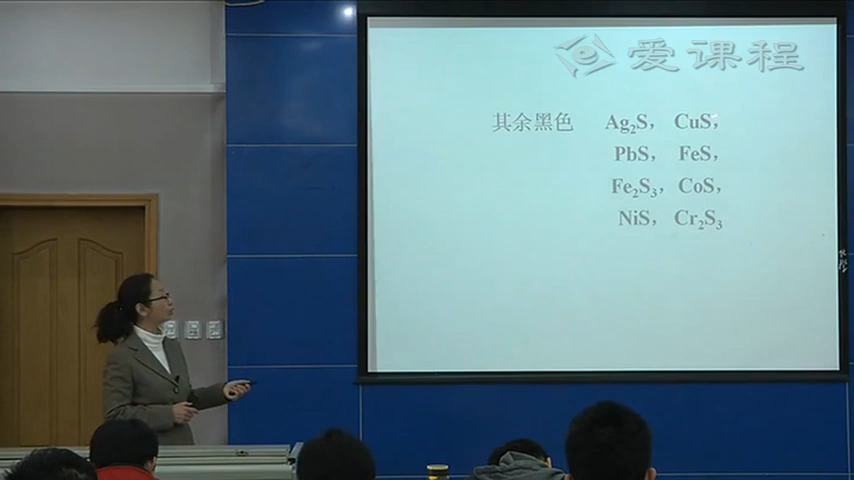 爱课程
其余黑色 Ag₂S, CuS,
PbS, FeS,
Fe₂S₃, CoS,
NiS, Cr₂S₃